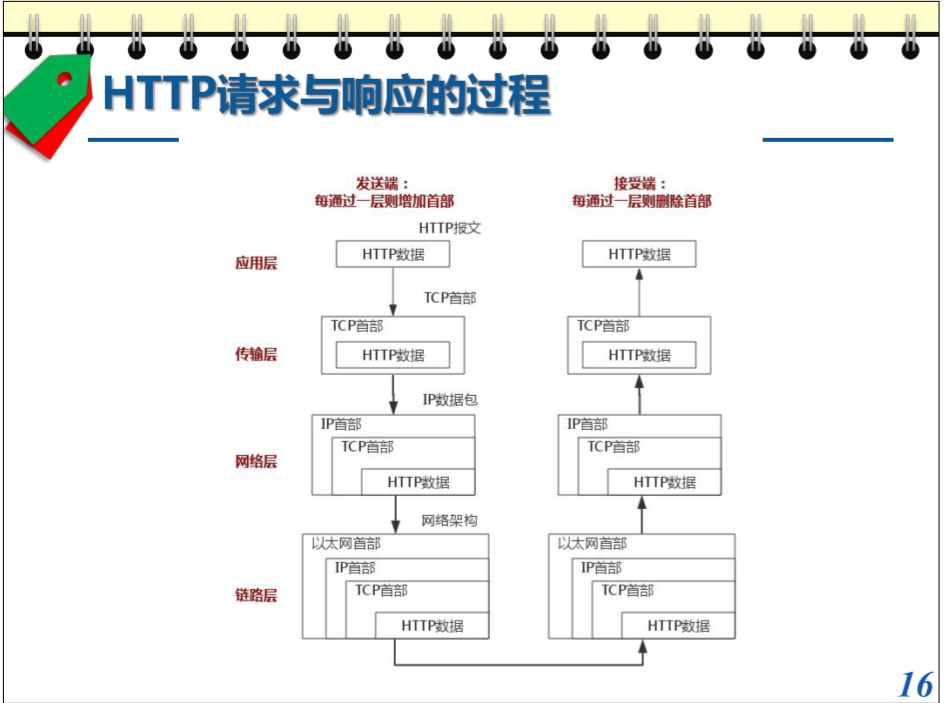 HTTP请求与响应的过程
发送端：
每通过一层则增加首部
接受端：
每通过一层则删除首部
HTTP报文
应用层
HTTP数据
HTTP数据
TCP首部
传输层
TCP首部
HTTP数据
TCP首部
HTTP数据
IP数据包
网络层
IP首部
TCP首部
HTTP数据
IP首部
TCP首部
HTTP数据
网络架构
链路层
以太网首部
IP首部
TCP首部
HTTP数据
以太网首部
IP首部
TCP首部
HTTP数据
16